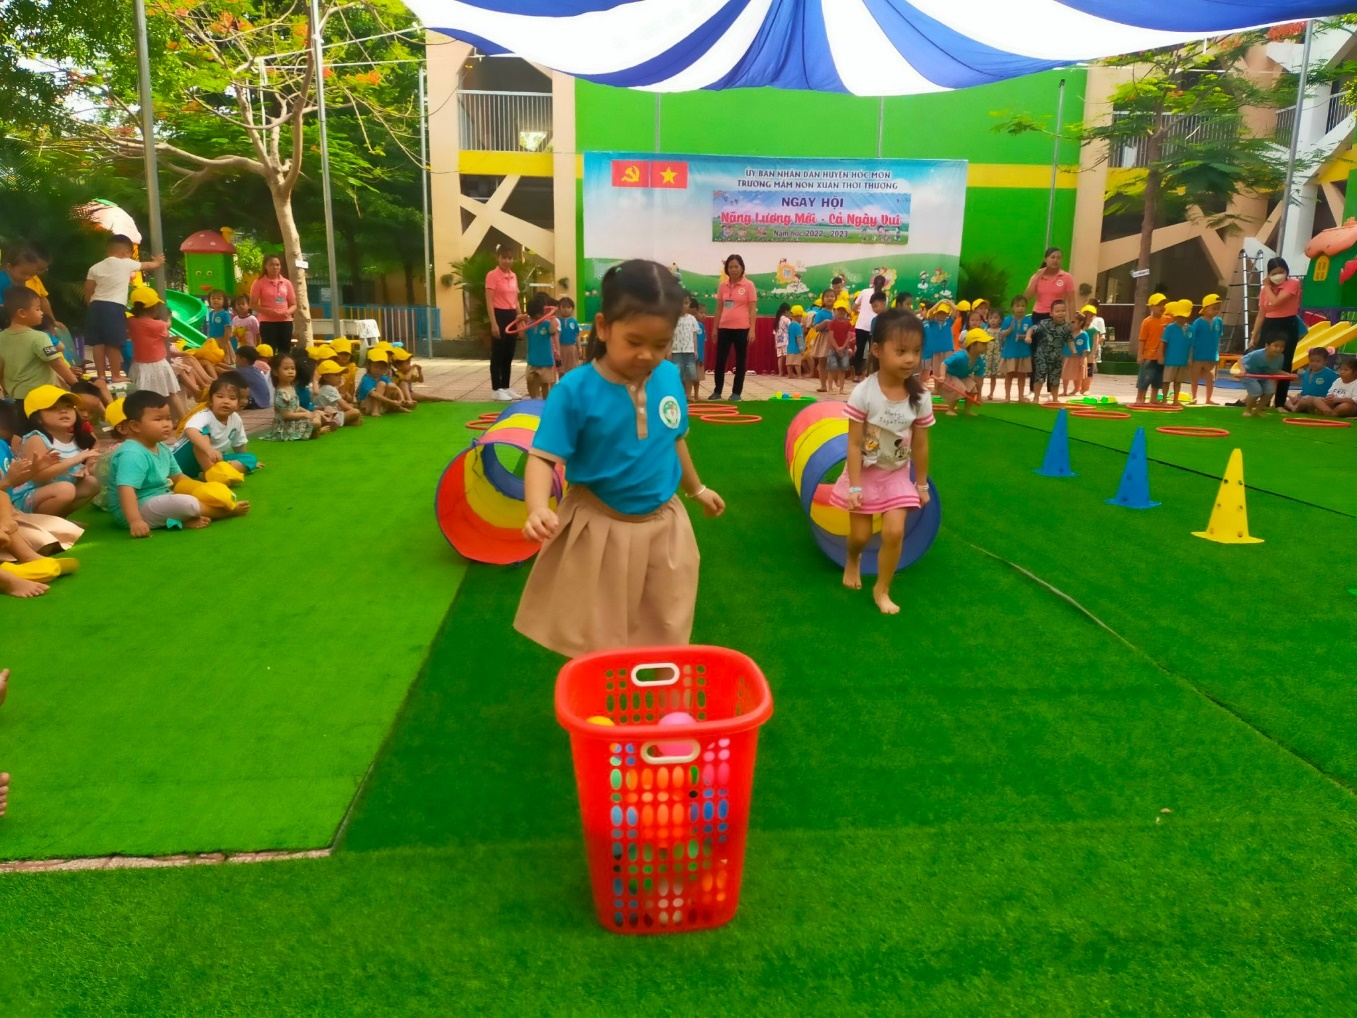 ỦY BAN NHÂN DÂN HUYỆN HÓC MÔN
TRƯỜNG MẦM NON XUÂN THỚI THƯỢNG
NGÀY HỘI
Năng Lượng Mới - Cả Ngày Vui
Năm học 2022 - 2023